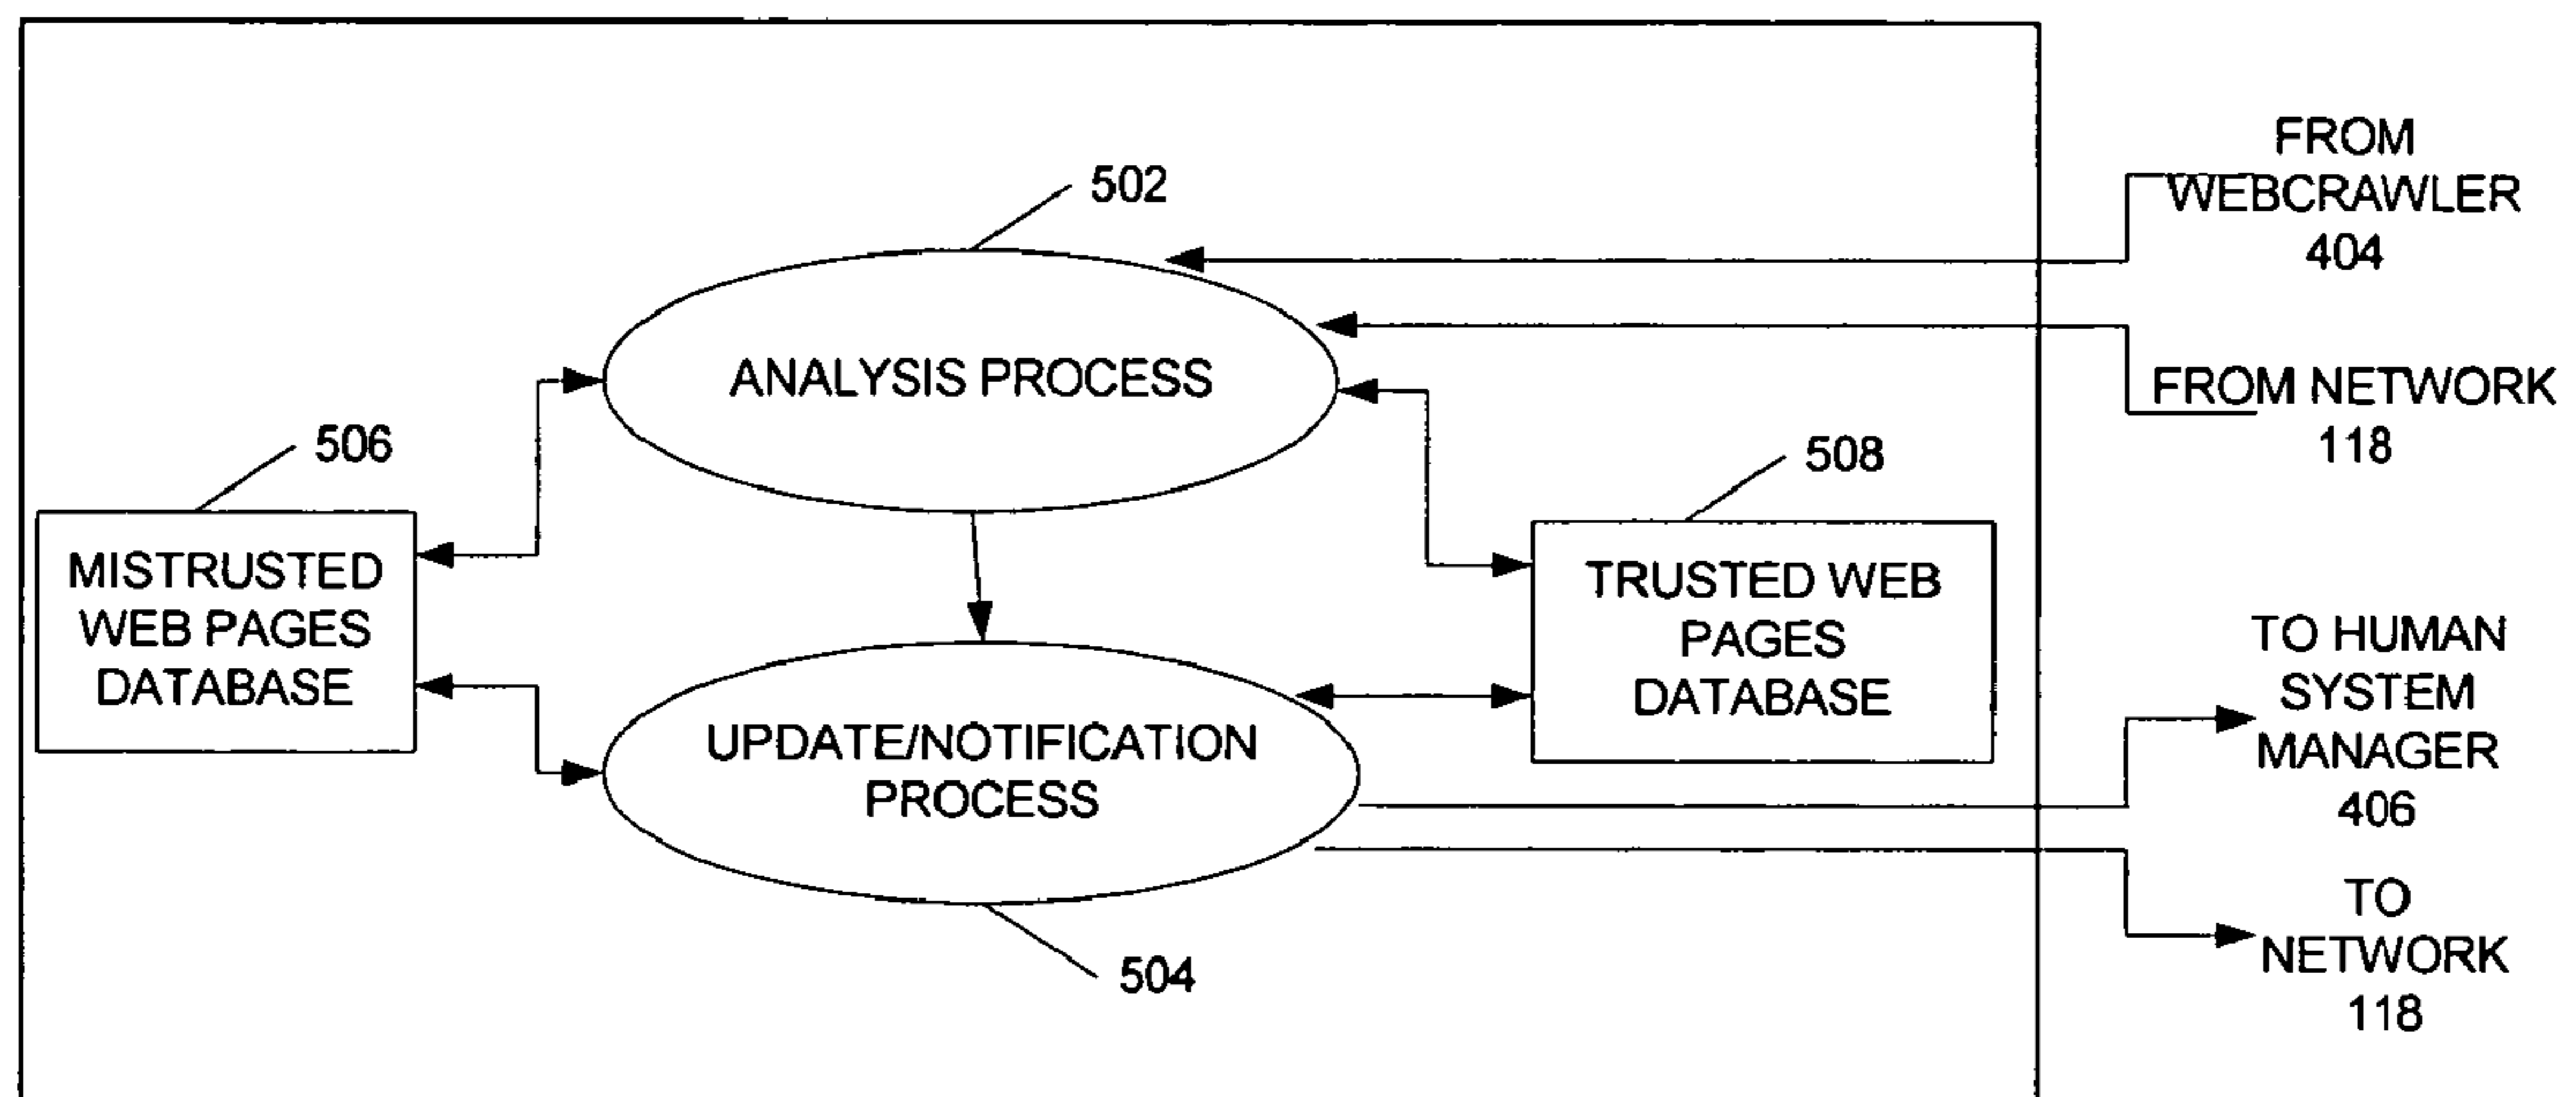 FROM
WEBCRAWLER
404
502
ANALYSIS PROCESS
FROM NETWORK
118
506
508
MISTRUSTED
WEB PAGES
DATABASE
TRUSTED WEB
PAGES
DATABASE
TO HUMAN
SYSTEM
MANAGER
406
UPDATE/NOTIFICATION
PROCESS
504
TO
NETWORK
118